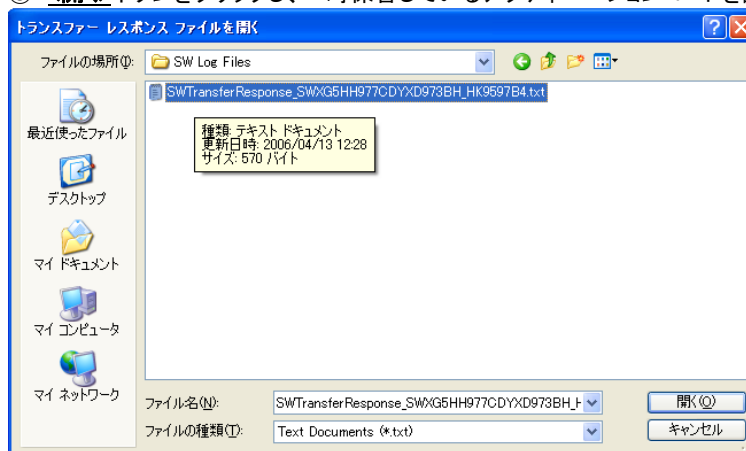 トランスファー レスポンス ファイルを開く
ファイルの場所(I):
SW Log Files
SWTransferResponse_SWXG5HH977CDYXD973BH_HK9597B4.txt
種類: テキスト ドキュメント
更新日時: 2006/04/13 12:28
サイズ: 570 バイト
最近使ったファイル
デスクトップ
マイ ドキュメント
マイ コンピュータ
マイ ネットワーク
ファイル名(N):
SWTransferResponse_SWXG5HH977CDYXD973BH_H
開く(O)
ファイルの種類(T):
Text Documents (*.txt)
キャンセル